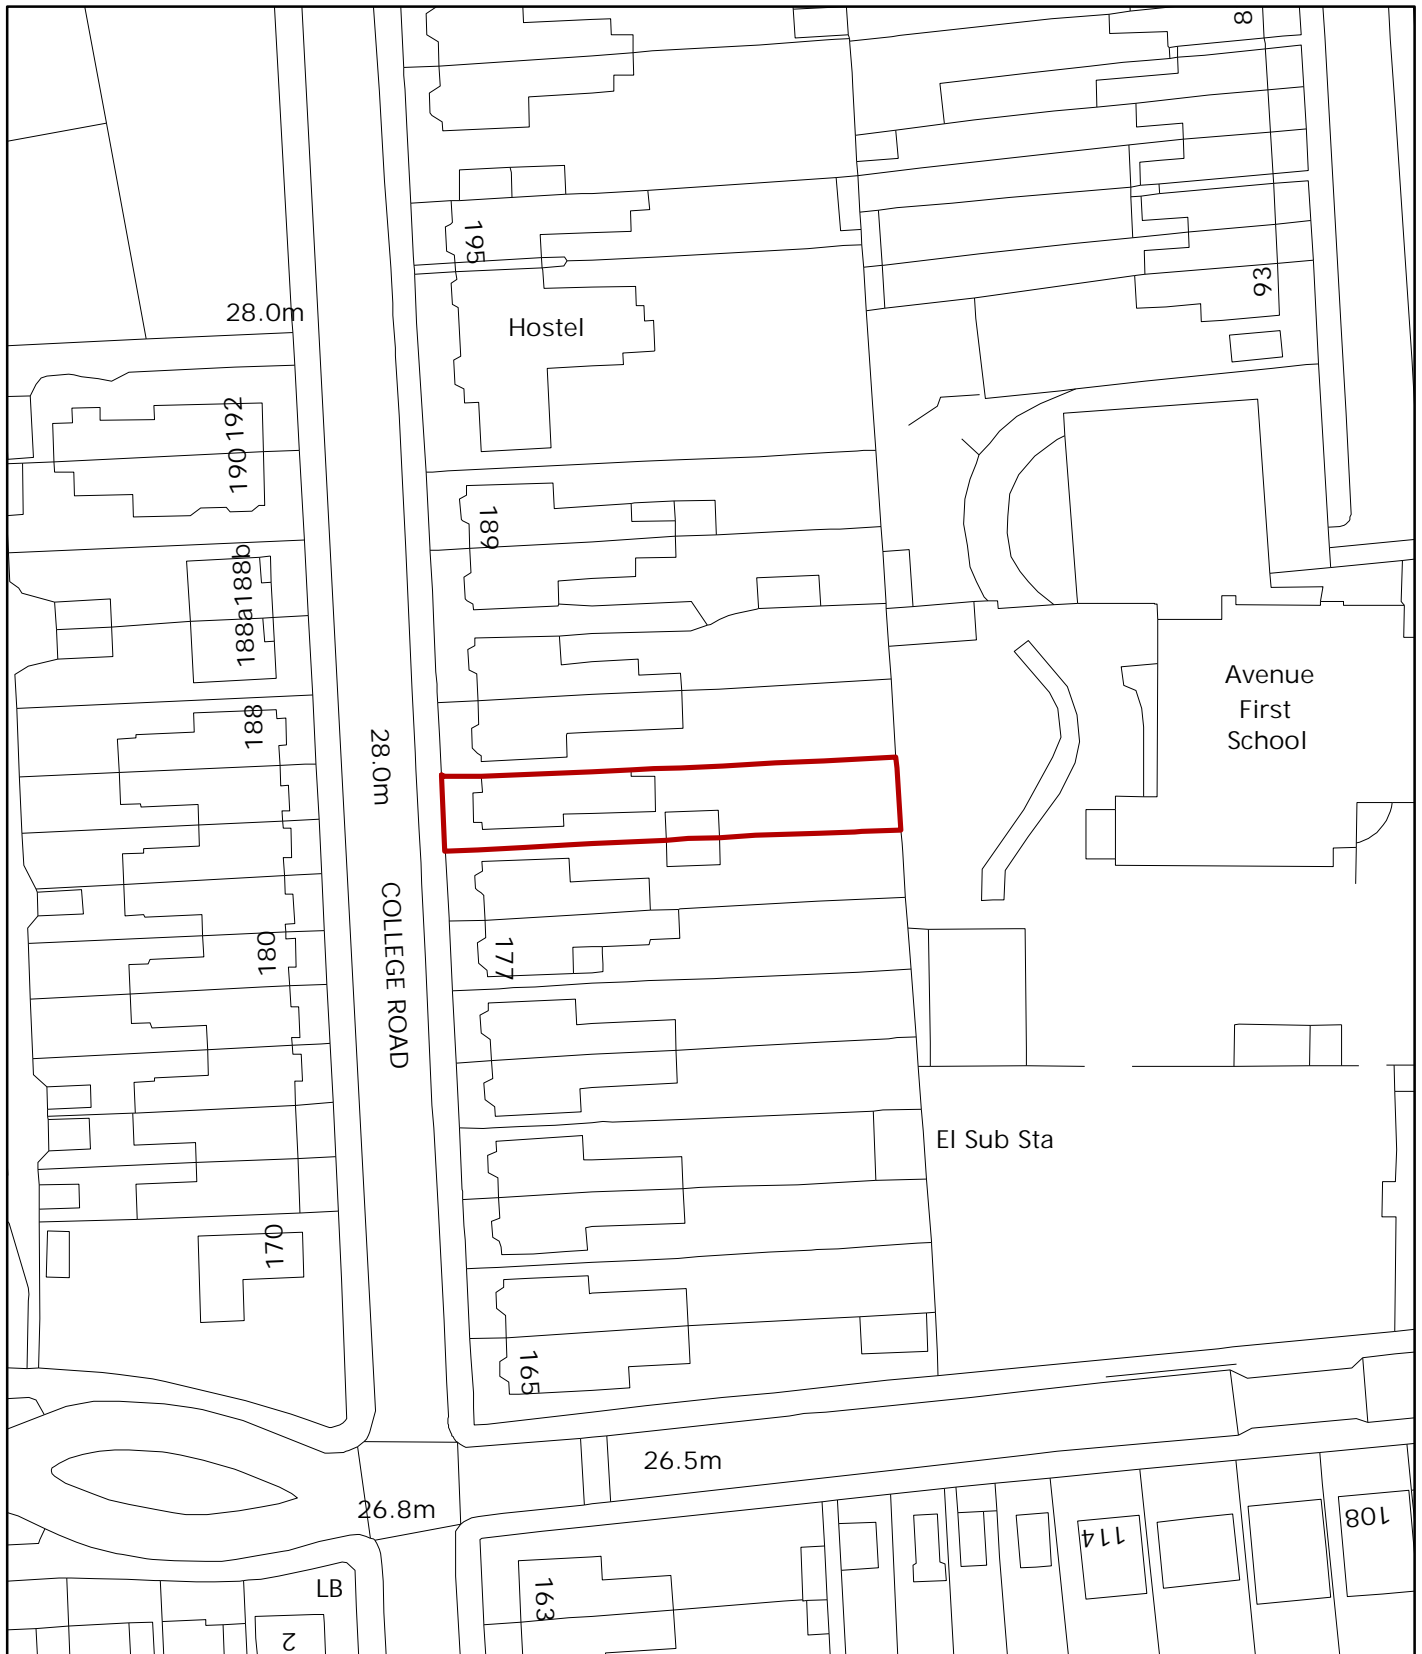 8
195
93
28.0m
Hostel
192
190
189
188b
188a
Avenue
First
School
188
28.0m
COLLEGE ROAD
180
177
El Sub Sta
170
165
26.5m
26.8m
114
108
LB
163
2